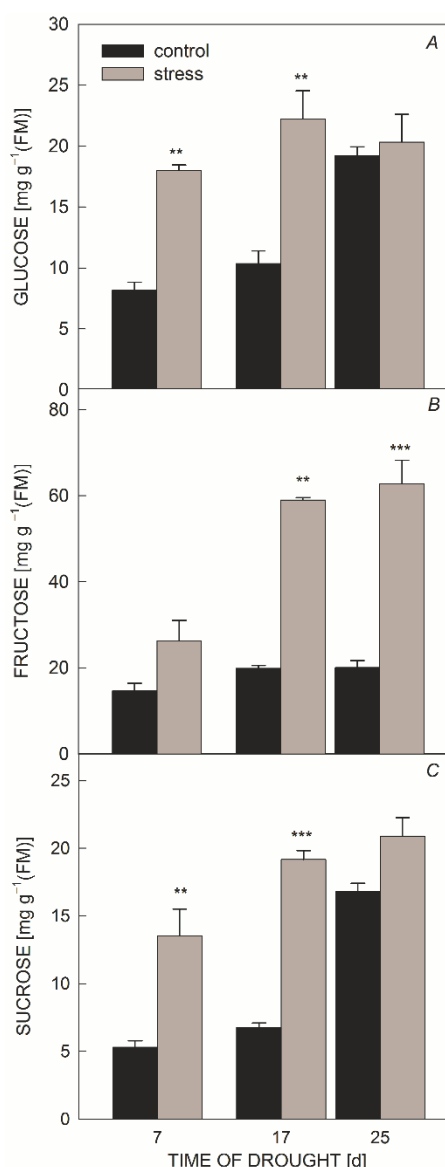 30
A
control
stress
**
**
25
20
15
10
5
0
GLUCOSE [mg g⁻¹(FM)]
B
80
***
**
60
40
20
0
FRUCTOSE [mg g⁻¹(FM)]
C
25
***
20
**
15
10
5
0
SUCROSE [mg g⁻¹(FM)]
7 17 25
TIME OF DROUGHT [d]